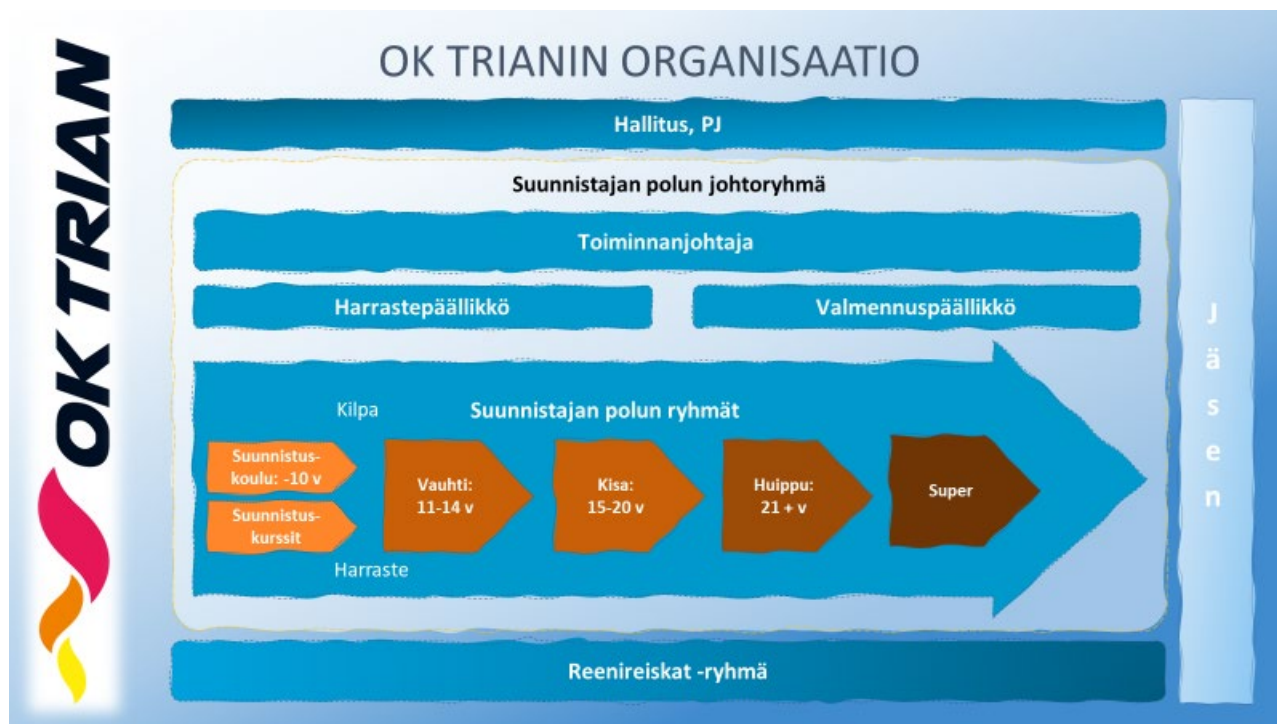 OK TRIAN
OK TRIANIN ORGANISAATIO
Hallitus, PJ
Suunnistajan polun johtoryhmä
Toiminnanjohtaja
Harrastepäällikkö
Valmennuspäällikkö
Kilpa
Suunnistajan polun ryhmät
Suunnistus-
koulu: -10 v
Suunnistus-
kurssit
Vauhti:
11-14 v
Kisa:
15-20 v
Huippu:
21 + v
Super
Harraste
Reenireiskat -ryhmä
Jäsen